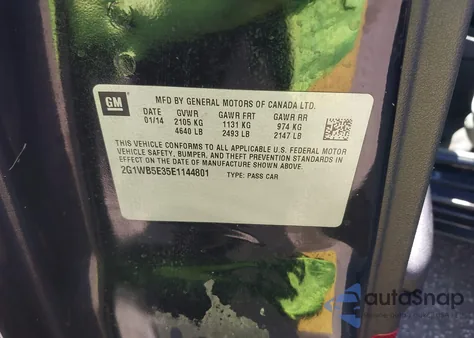 GM
MFD BY GENERAL MOTORS OF CANADA LTD.
DATE GVWR GAWR FRT GAWR RR
01/14 2105 KG 1131 KG 974 KG
4640 LB 2493 LB 2147 LB
THIS VEHICLE CONFORMS TO ALL APPLICABLE U.S. FEDERAL MOTOR
VEHICLE SAFETY, BUMPER, AND THEFT PREVENTION STANDARDS IN
EFFECT ON THE DATE OF MANUFACTURE SHOWN ABOVE.
2G1WB5E35E1144801 TYPE: PASS CAR
autoSnap